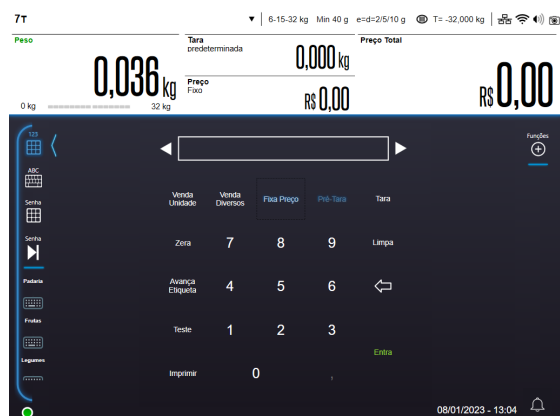 7T
6-15-32 kg Min 40 g e=d=2/5/10 g T= -32,000 kg
Peso
Tara
predeterminada
Preço Total
0,000 kg
0,036 kg
Preço
Fixo
R$ 0,00
R$ 0,00
0 kg
32 kg
123
Funções
ABC
Senha
Venda
Unidade
Venda
Diversos
Fixa Preço
Pré-Tara
Tara
Senha
Zera
7
8
9
Limpa
Padaria
Avança
Etiqueta
4
5
6
Frutas
Teste
1
2
3
Legumes
Entra
Imprimir
0
,
08/01/2023 - 13:04